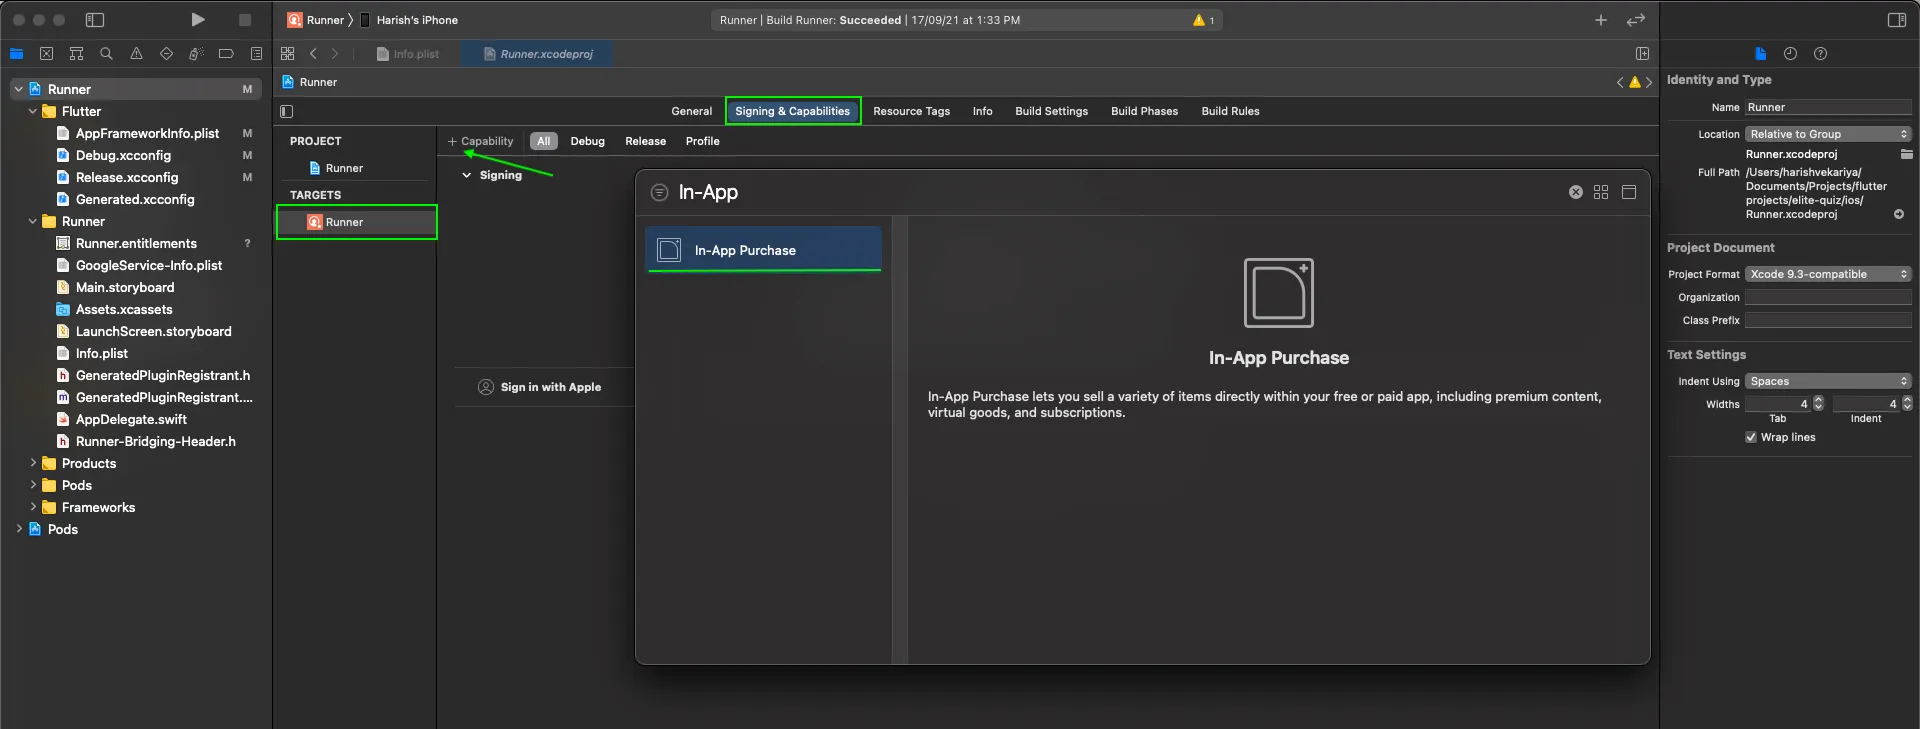 Runner
Harish's iPhone
Runner | Build Runner: Succeeded | 17/09/21 at 1:33 PM
1
Info.plist
Runner.xcodeproj
Runner M
Flutter
AppFrameworkInfo.plist M
Debug.xcconfig M
Release.xcconfig M
Generated.xcconfig
Runner
Runner.entitlements ?
GoogleService-Info.plist
Main.storyboard
Assets.xcassets
LaunchScreen.storyboard
Info.plist
GeneratedPluginRegistrant.h
GeneratedPluginRegistrant....
AppDelegate.swift
Runner-Bridging-Header.h
Products
Pods
Frameworks
Pods
Runner
General Signing & Capabilities Resource Tags Info Build Settings Build Phases Build Rules
PROJECT
Runner
TARGETS
Runner
+ Capability All Debug Release Profile
Signing
Sign in with Apple
In-App
In-App Purchase
In-App Purchase
In-App Purchase lets you sell a variety of items directly within your free or paid app, including premium content,
virtual goods, and subscriptions.
Identity and Type
Name Runner
Location Relative to Group
Runner.xcodeproj
Full Path /Users/harishvekariya/
Documents/Projects/flutter
projects/elite-quiz/ios/
Runner.xcodeproj
Project Document
Project Format Xcode 9.3-compatible
Organization
Class Prefix
Text Settings
Indent Using Spaces
Widths 4 4
Tab Indent
Wrap lines